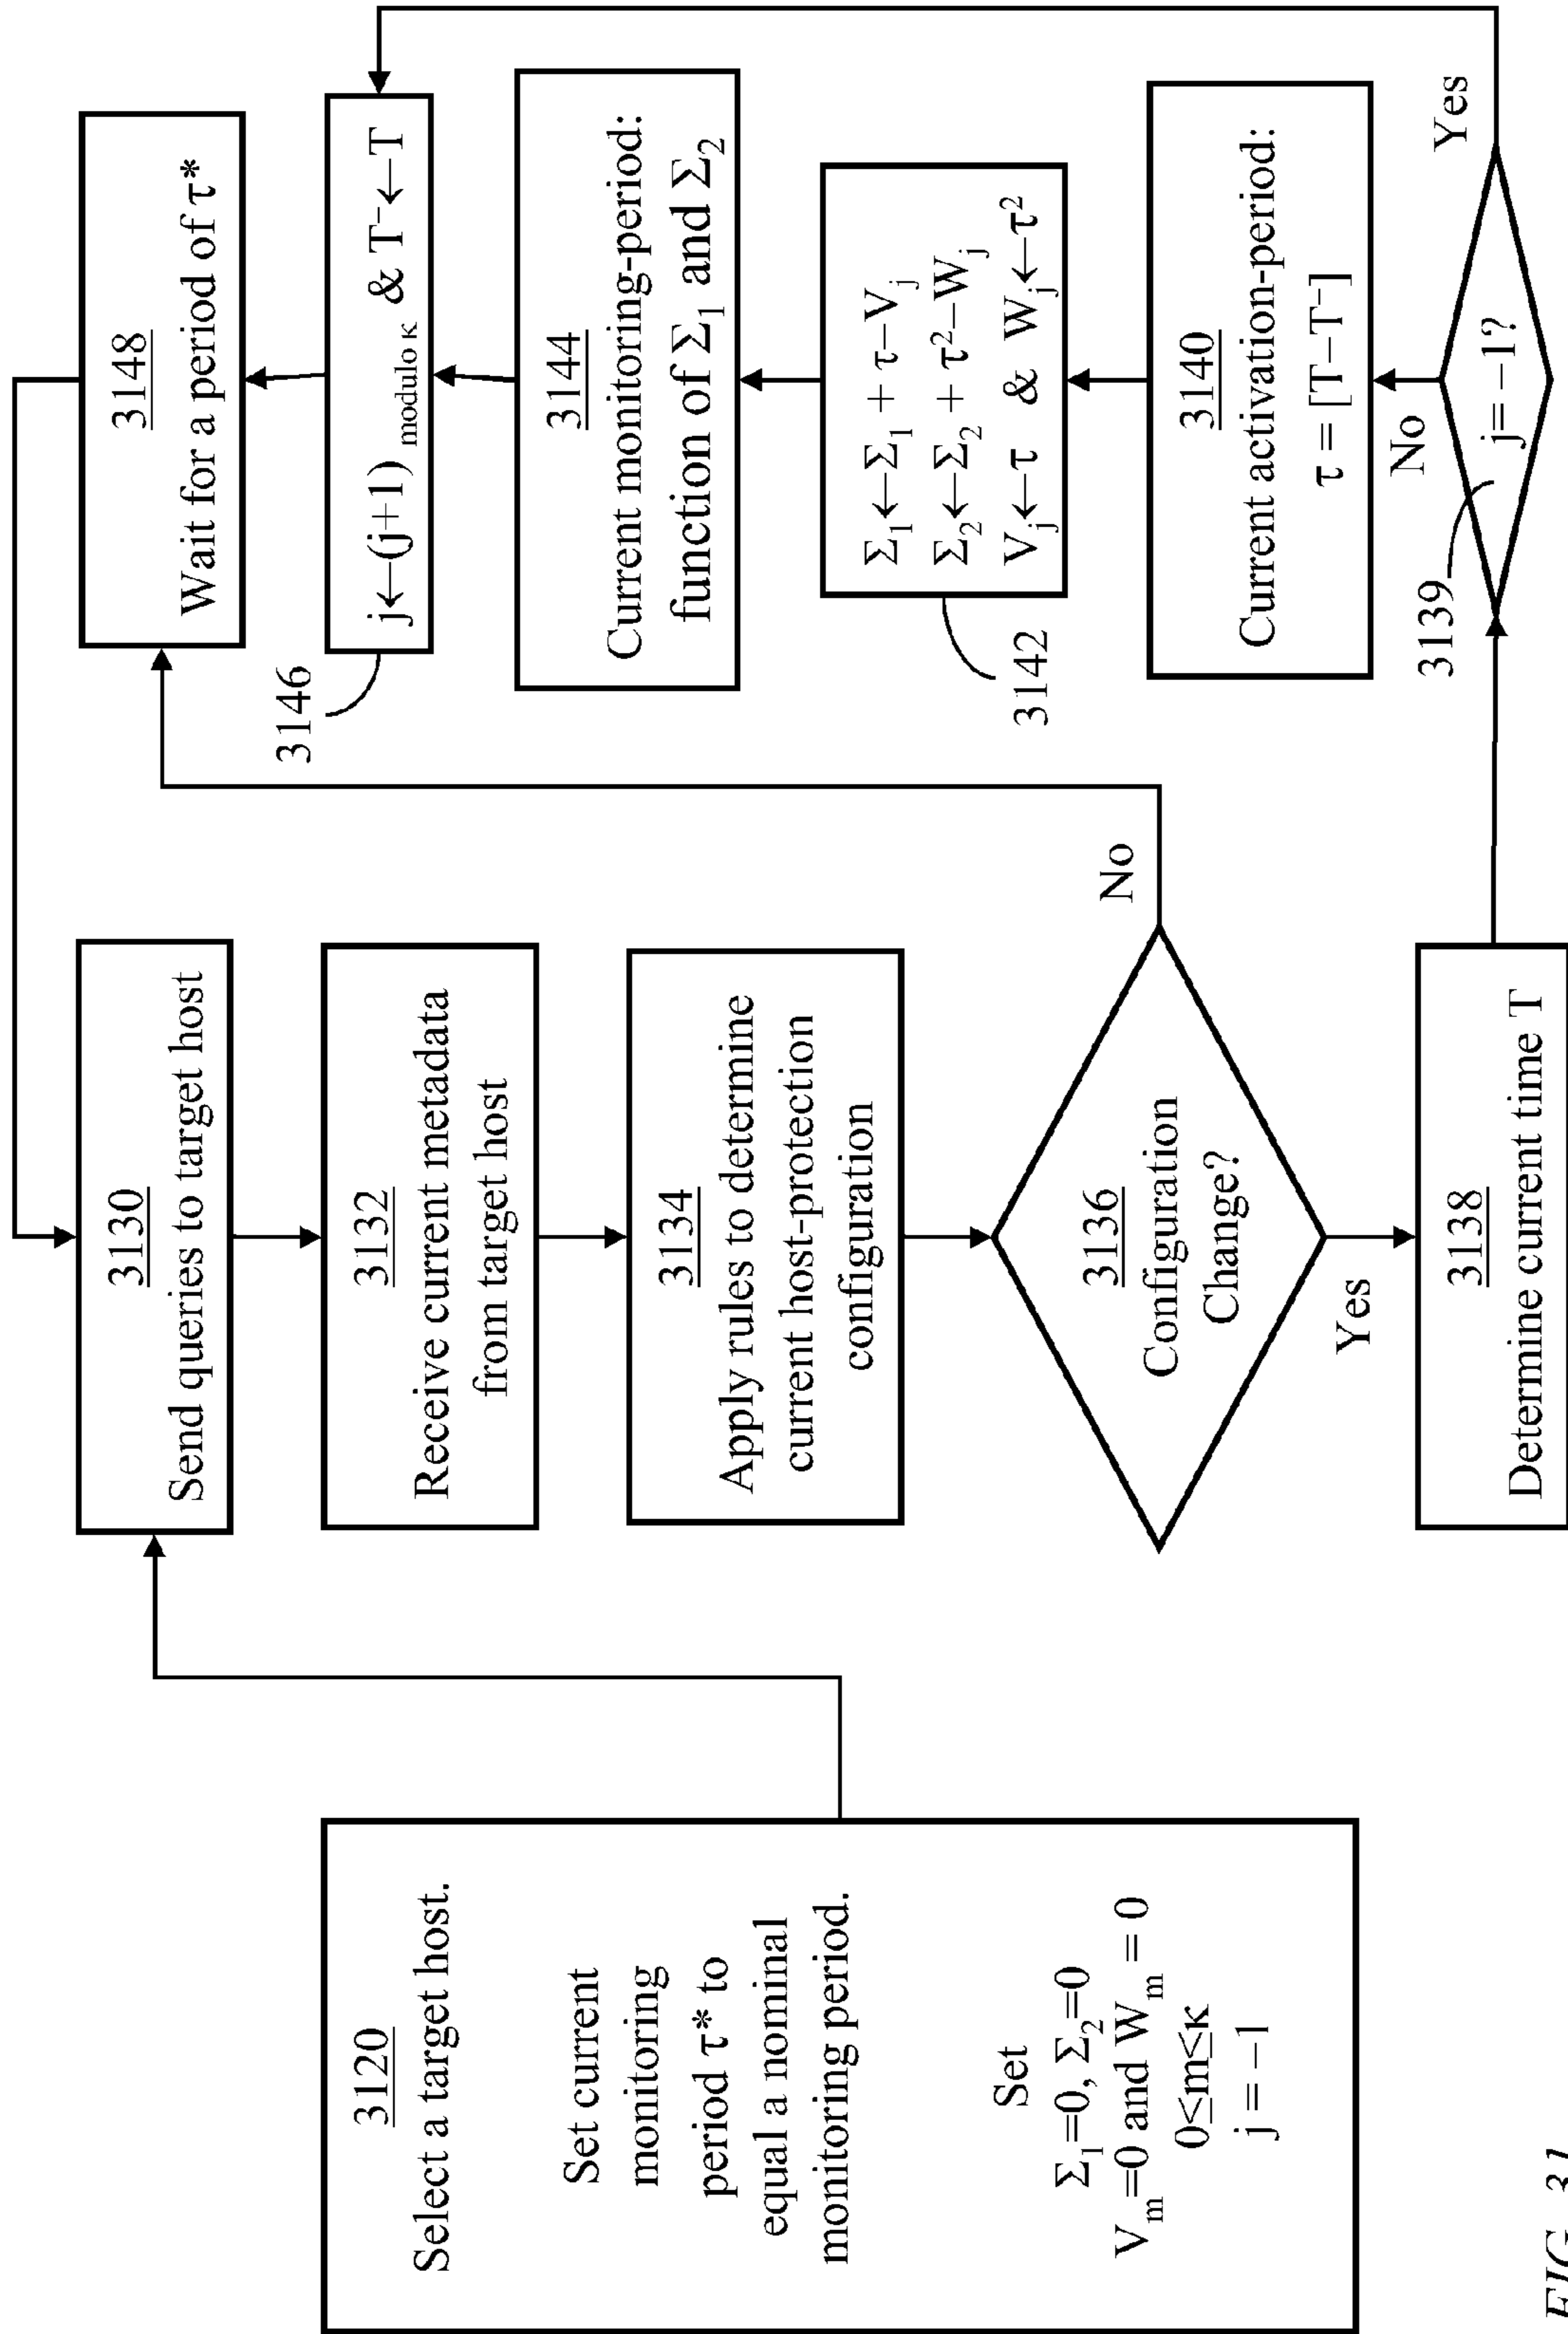 3120
Select a target host.
Set current
monitoring
period τ* to
equal a nominal
monitoring period.
Set
Σ₁=0, Σ₂=0
Vₘ=0 and Wₘ = 0
0≤m≤κ
j = −1
3130
Send queries to target host
3132
Receive current metadata
from target host
3134
Apply rules to determine
current host-protection
configuration
3136
Configuration
Change?
No
Yes
3138
Determine current time T
3148
Wait for a period of τ*
3146
j←(j+1) modulo κ & T⁻←T
3144
Current monitoring-period:
function of Σ₁ and Σ₂
3142
Σ₁←Σ₁ + τ−Vⱼ
Σ₂←Σ₂ + τ²−Wⱼ
Vⱼ←τ & Wⱼ←τ²
3140
Current activation-period:
τ = [T−T⁻]
3139
No
j= −1?
Yes
FIG. 31